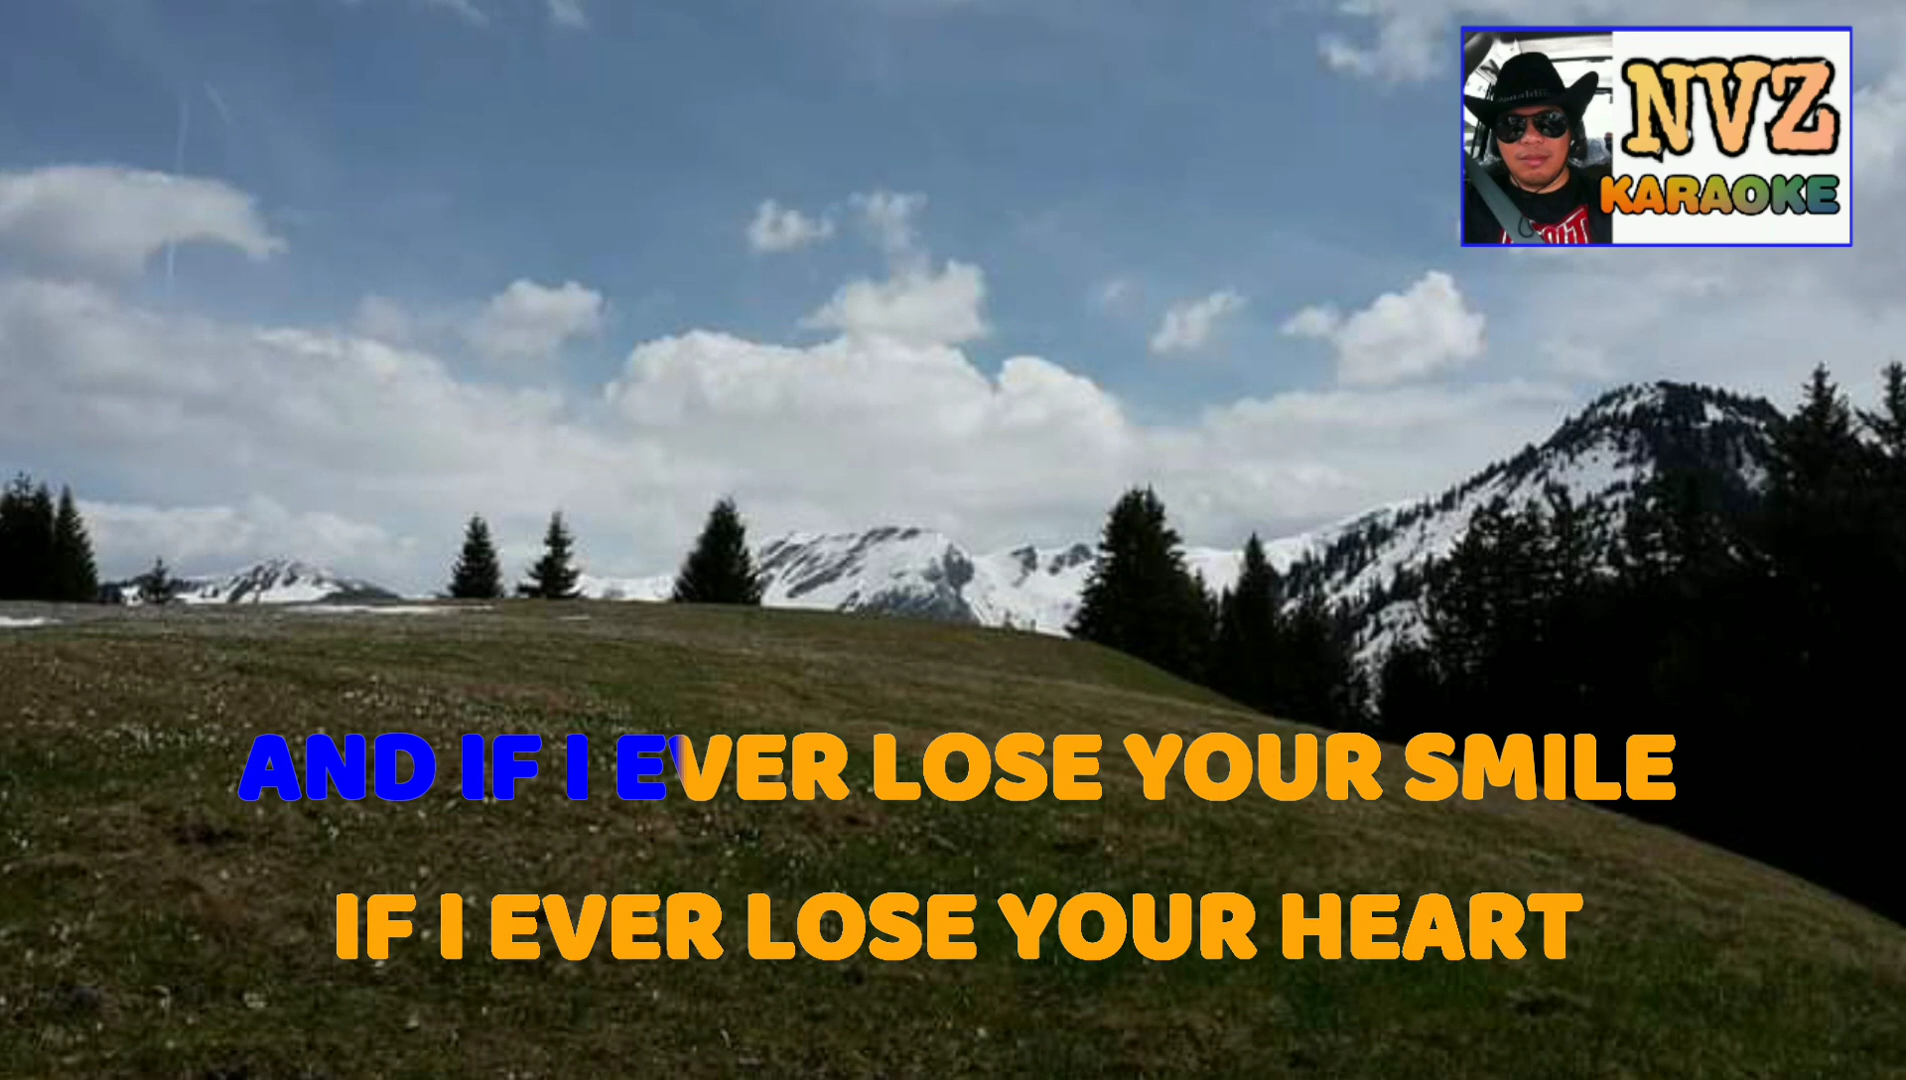 NVZ
KARAOKE
AND IF I EVER LOSE YOUR SMILE
IF I EVER LOSE YOUR HEART